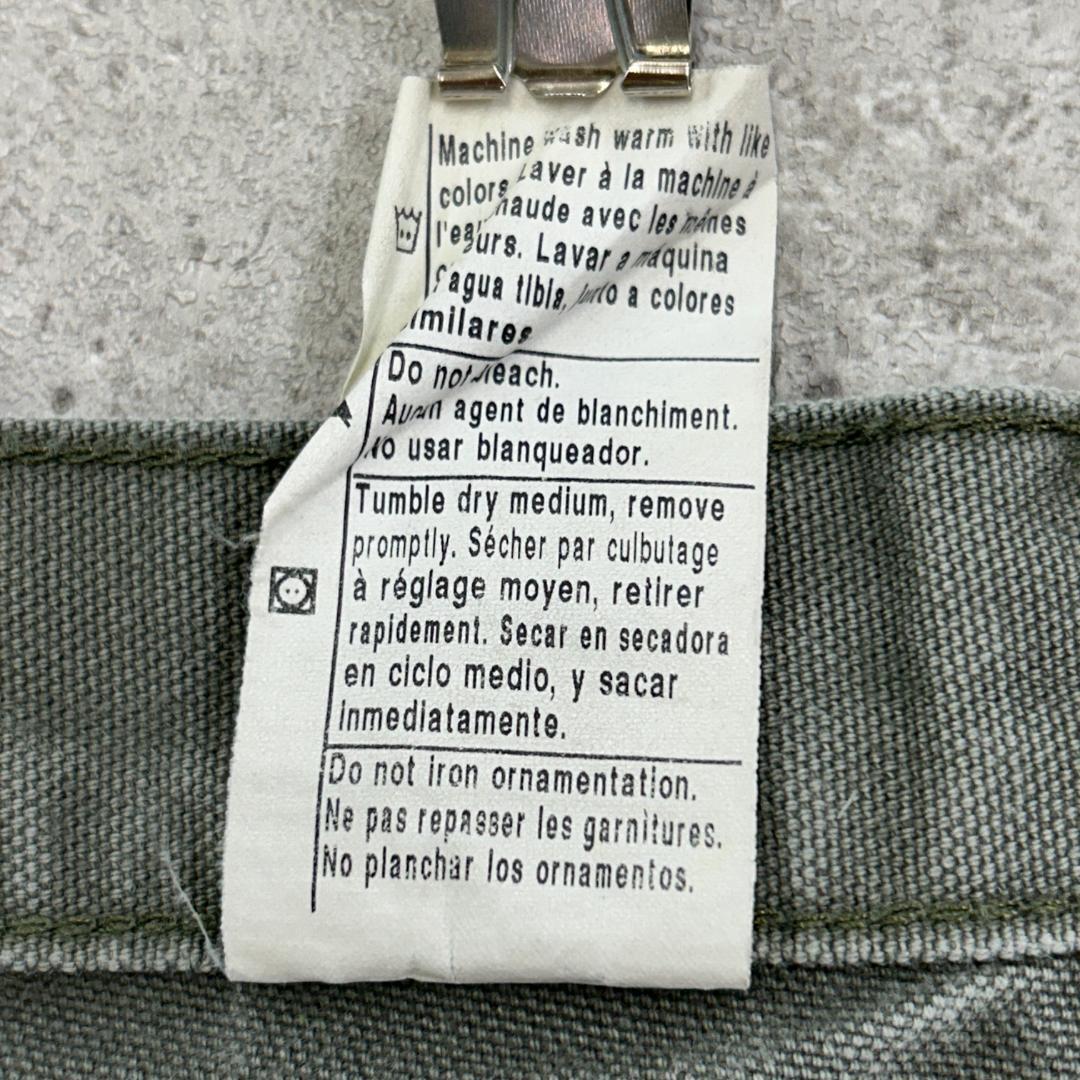 Machine wash warm with like
colors. Laver à la machine à
l'eau chaude avec les mênes
Lavar a máquina
agua tibia, junto a colores
similares
Do not bleach.
Aucun agent de blanchiment.
No usar blanqueador.
Tumble dry medium, remove
promptly. Sécher par culbutage
à réglage moyen, retirer
rapidement. Secar en secadora
en ciclo medio, y sacar
inmediatamente.
Do not iron ornamentation.
Ne pas repasser les garnitures.
No planchar los ornamentos.